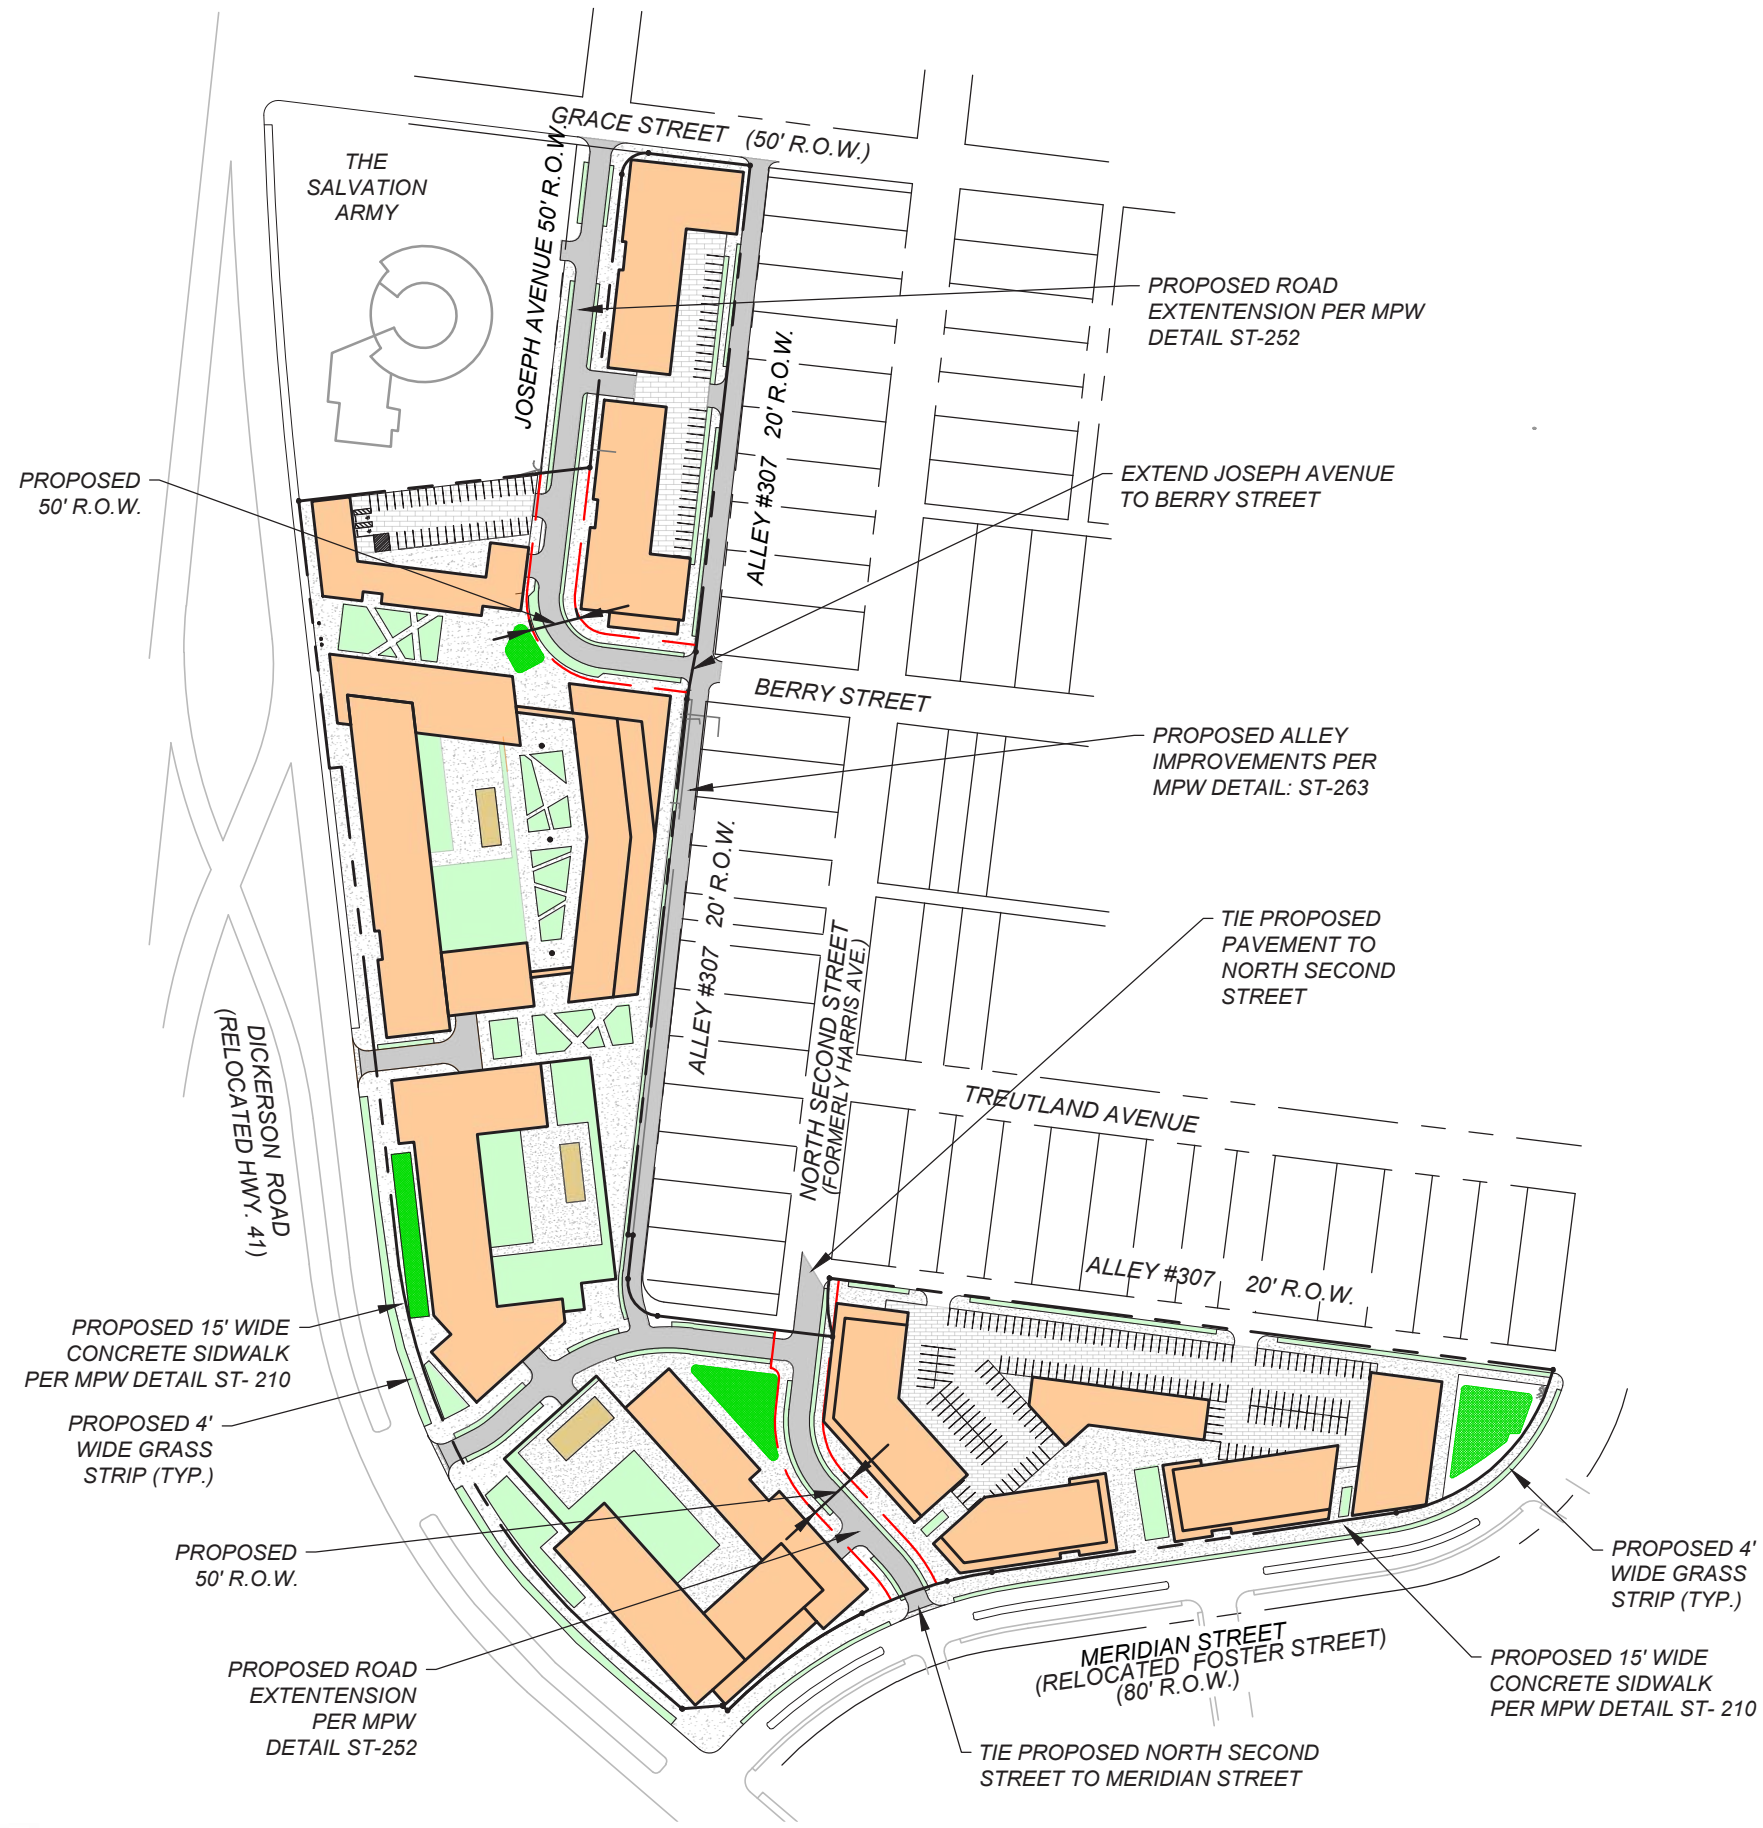 GRACE STREET (50' R.O.W.)
THE
SALVATION
ARMY
JOSEPH AVENUE 50' R.O.W.
PROPOSED ROAD
EXTENTENSION PER MPW
DETAIL ST-252
ALLEY #307 20' R.O.W.
PROPOSED
50' R.O.W.
EXTEND JOSEPH AVENUE
TO BERRY STREET
BERRY STREET
PROPOSED ALLEY
IMPROVEMENTS PER
MPW DETAIL: ST-263
ALLEY #307 20' R.O.W.
NORTH SECOND STREET
(FORMERLY HARRIS AVE.)
TIE PROPOSED
PAVEMENT TO
NORTH SECOND
STREET
DICKERSON ROAD
(RELOCATED HWY. 41)
TREUTLAND AVENUE
ALLEY #307 20' R.O.W.
PROPOSED 15' WIDE
CONCRETE SIDWALK
PER MPW DETAIL ST- 210
PROPOSED 4'
WIDE GRASS
STRIP (TYP.)
PROPOSED
50' R.O.W.
PROPOSED ROAD
EXTENTENSION
PER MPW
DETAIL ST-252
MERIDIAN STREET
(RELOCATED FOSTER STREET)
(80' R.O.W.)
PROPOSED 4'
WIDE GRASS
STRIP (TYP.)
PROPOSED 15' WIDE
CONCRETE SIDWALK
PER MPW DETAIL ST- 210
TIE PROPOSED NORTH SECOND
STREET TO MERIDIAN STREET